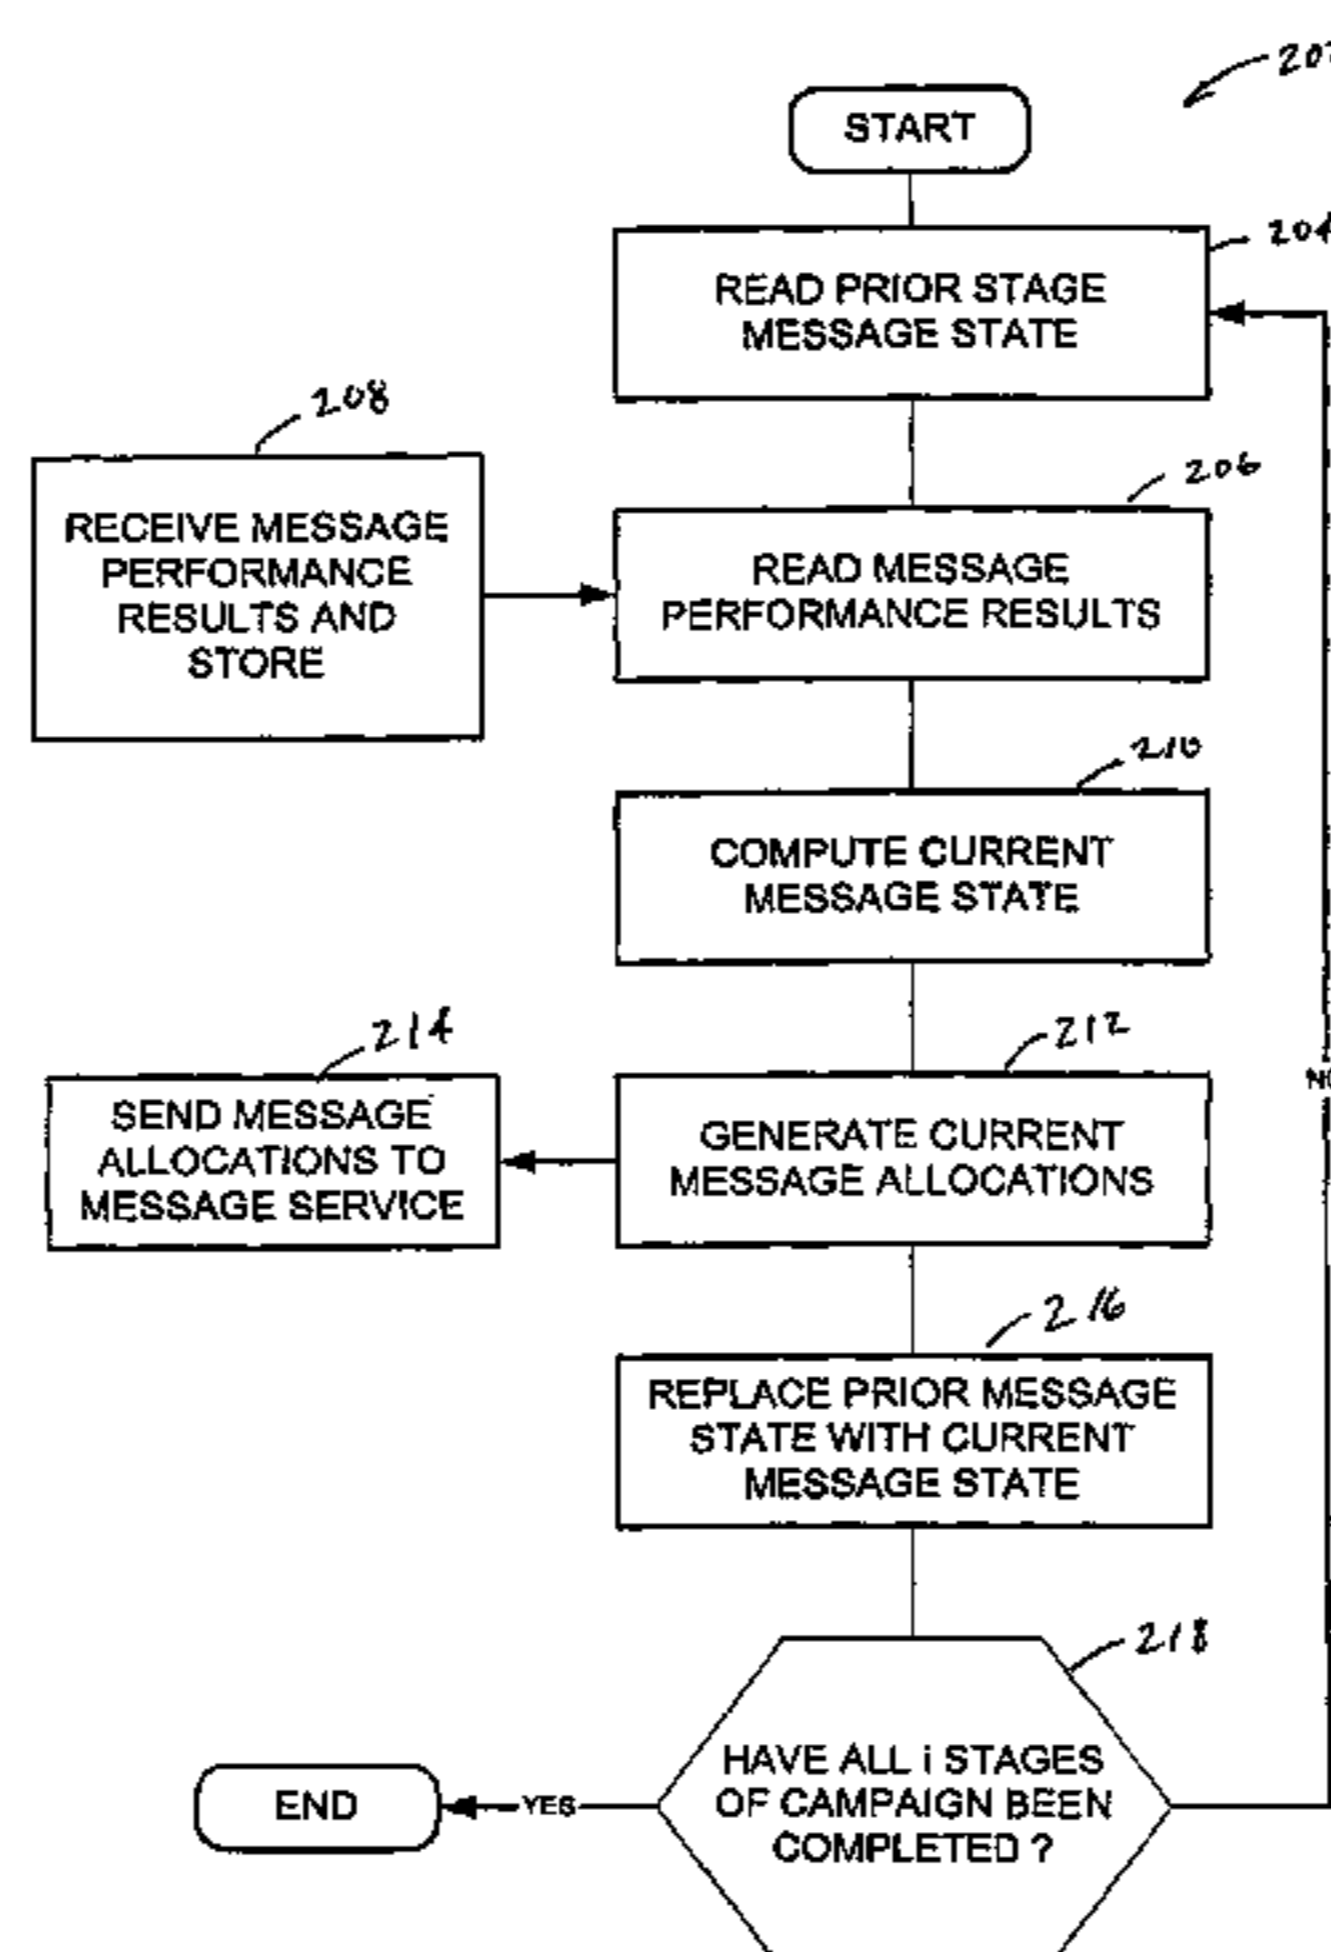 START
READ PRIOR STAGE
MESSAGE STATE
208
206
RECEIVE MESSAGE
PERFORMANCE
RESULTS AND
STORE
READ MESSAGE
PERFORMANCE RESULTS
210
COMPUTE CURRENT
MESSAGE STATE
214
212
SEND MESSAGE
ALLOCATIONS TO
MESSAGE SERVICE
GENERATE CURRENT
MESSAGE ALLOCATIONS
216
REPLACE PRIOR MESSAGE
STATE WITH CURRENT
MESSAGE STATE
218
HAVE ALL i STAGES
OF CAMPAIGN BEEN
COMPLETED ?
YES
END